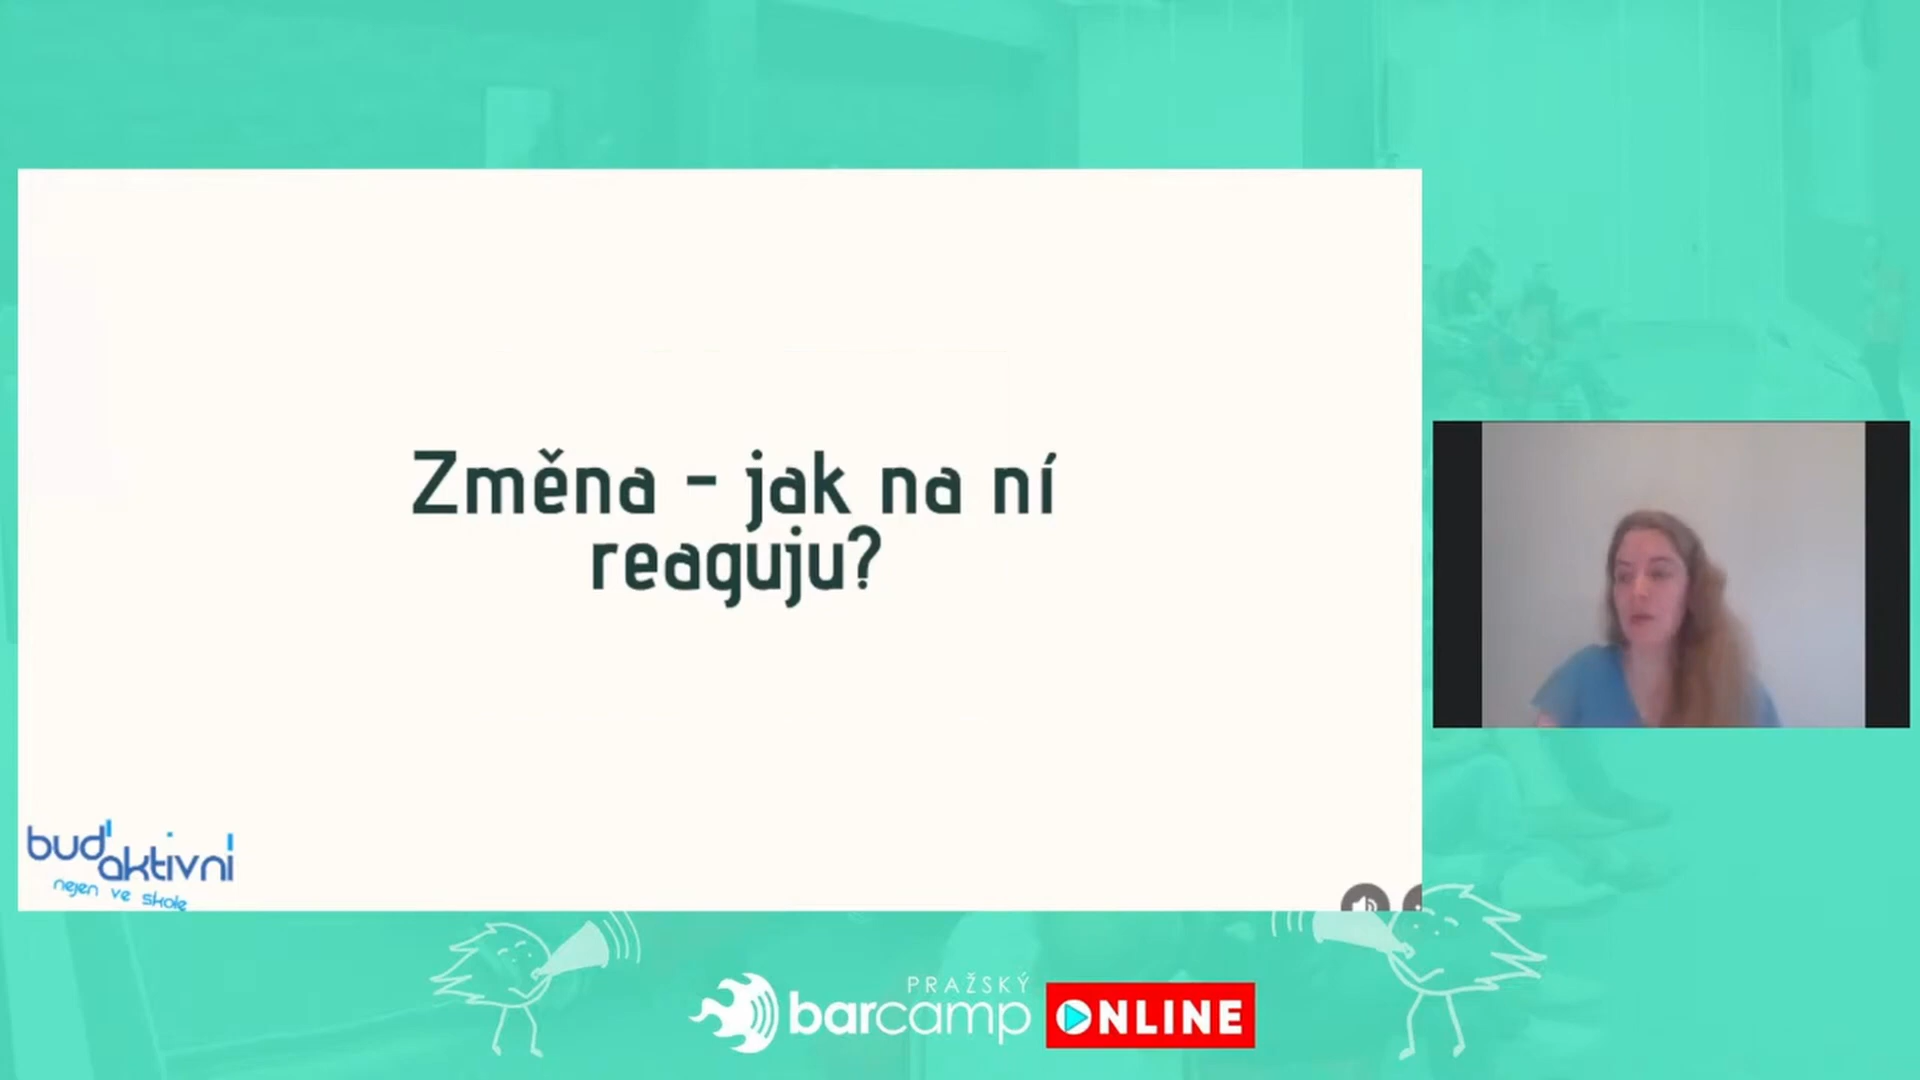 Změna - jak na ní
reaguju?
buď aktivní
nejen ve škole
PRAŽSKÝ
barcamp ONLINE